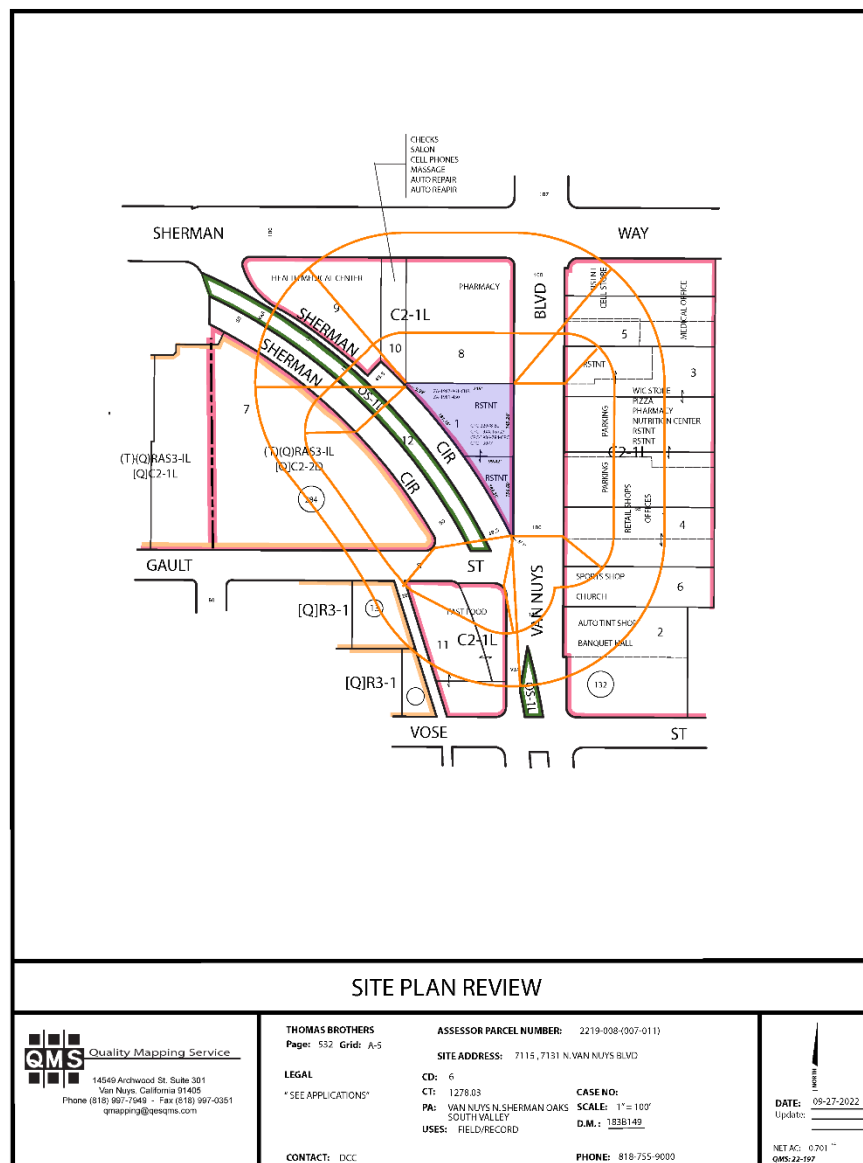 CHECKS
SALON
CELL PHONES
MASSAGE
AUTO REPAIR
AUTO REAPIR
SHERMAN
WAY
BLVD
HEALTH/MEDICAL CENTER
PHARMACY
9
C2-1L
10
8
SHERMAN
SHERMAN
CIR
CIR
OS-1L
12
7
(T)(Q)RAS3-IL
[Q]C2-1L
(T)(Q)RAS3-IL
[Q]C2-2D
294
RSTNT
1
RSTNT
RSTNT
CELL STORE
MEDICAL OFFICE
5
RSTNT
3
WIC STORE
PIZZA
PHARMACY
NUTRITION CENTER
RSTNT
RSTNT
C2-1L
PARKING
PARKING
RETAIL SHOPS
OFFICES
4
SPORTS SHOP
6
CHURCH
AUTO TINT SHOP
2
BANQUET HALL
132
GAULT
ST
VAN NUYS
[Q]R3-1
13
FAST FOOD
C2-1L
11
[Q]R3-1
OS-1L
VOSE
ST
SITE PLAN REVIEW
QMS Quality Mapping Service
14549 Archwood St. Suite 301
Van Nuys. California 91405
Phone (818) 997-7949 - Fax (818) 997-0351
qmapping@qesqms.com
THOMAS BROTHERS
Page: 532 Grid: A-5
LEGAL
"SEE APPLICATIONS"
CONTACT: DCC
ASSESSOR PARCEL NUMBER: 2219-008-(007-011)
SITE ADDRESS: 7115 , 7131 N. VAN NUYS BLVD
CD: 6
CT: 1278.03
PA: VAN NUYS N.SHERMAN OAKS
SOUTH VALLEY
USES: FIELD/RECORD
CASE NO:
SCALE: 1"= 100'
D.M.: 183B149
PHONE: 818-755-9000
NORTH
DATE: 09-27-2022
Update:
NET AC: 0.701
QMS: 22-197